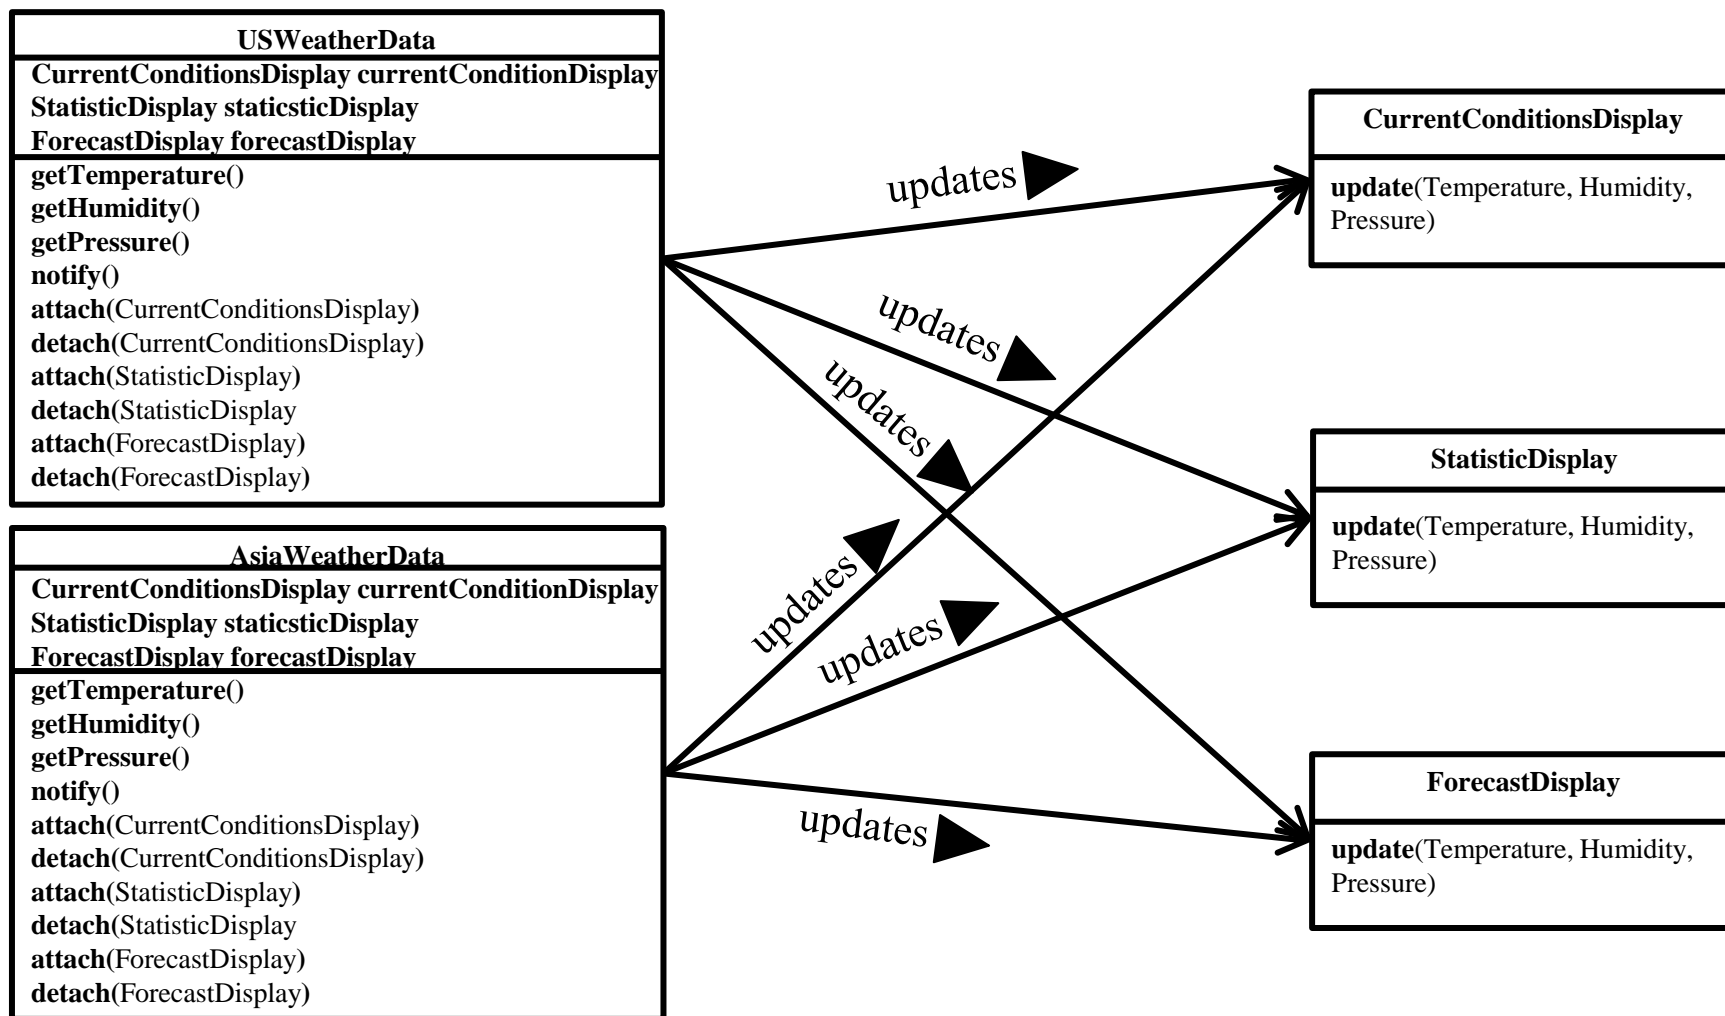 USWeatherData
CurrentConditionsDisplay currentConditionDisplay
StatisticDisplay staticsticDisplay
ForecastDisplay forecastDisplay
getTemperature()
getHumidity()
getPressure()
notify()
attach(CurrentConditionsDisplay)
detach(CurrentConditionsDisplay)
attach(StatisticDisplay)
detach(StatisticDisplay
attach(ForecastDisplay)
detach(ForecastDisplay)
AsiaWeatherData
CurrentConditionsDisplay currentConditionDisplay
StatisticDisplay staticsticDisplay
ForecastDisplay forecastDisplay
getTemperature()
getHumidity()
getPressure()
notify()
attach(CurrentConditionsDisplay)
detach(CurrentConditionsDisplay)
attach(StatisticDisplay)
detach(StatisticDisplay
attach(ForecastDisplay)
detach(ForecastDisplay)
updates
updates
updates
updates
updates
updates
CurrentConditionsDisplay
update(Temperature, Humidity,
Pressure)
StatisticDisplay
update(Temperature, Humidity,
Pressure)
ForecastDisplay
update(Temperature, Humidity,
Pressure)